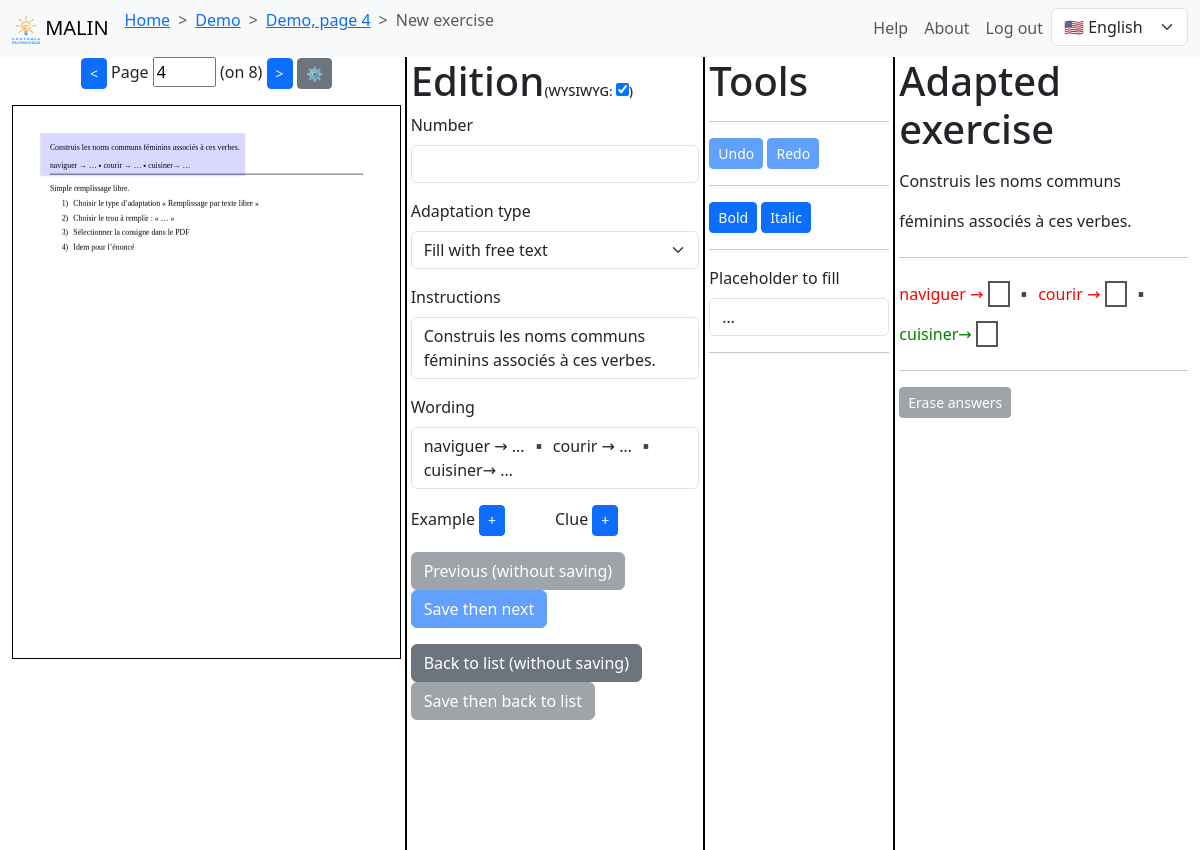 MALIN
Home > Demo > Demo, page 4 > New exercise
Help About Log out 🇺🇸 English
< Page 4 (on 8) > ⚙️
Construis les noms communs féminins associés à ces verbes.
naviguer → … ▪ courir → … ▪ cuisiner→ …
Simple remplissage libre.
1) Choisir le type d’adaptation « Remplissage par texte libre »
2) Choisir le trou à remplir : « … »
3) Sélectionner la consigne dans le PDF
4) Idem pour l’énoncé
Edition(WYSIWYG: )
Number
Adaptation type
Fill with free text
Instructions
Construis les noms communs
féminins associés à ces verbes.
Wording
naviguer → … ▪ courir → … ▪
cuisiner→ …
Example + Clue +
Previous (without saving)
Save then next
Back to list (without saving)
Save then back to list
Tools
Undo Redo
Bold Italic
Placeholder to fill
…
Adapted
exercise
Construis les noms communs
féminins associés à ces verbes.
naviguer → ▪ courir → ▪
cuisiner→
Erase answers